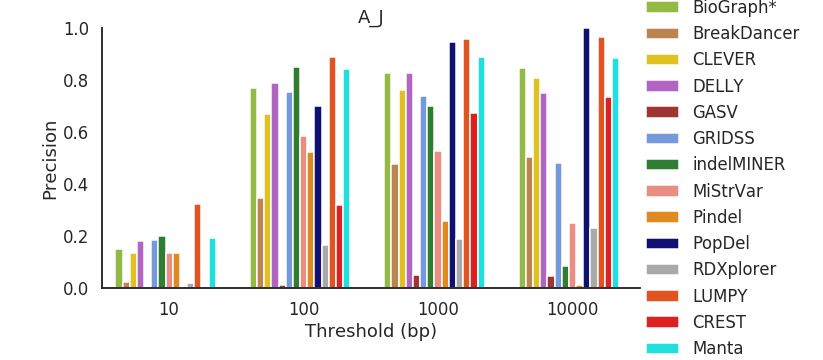 A_J
Precision
1.0
0.8
0.6
0.4
0.2
0.0
10 100 1000 10000
Threshold (bp)
BioGraph*
BreakDancer
CLEVER
DELLY
GASV
GRIDSS
indelMINER
MiStrVar
Pindel
PopDel
RDXplorer
LUMPY
CREST
Manta